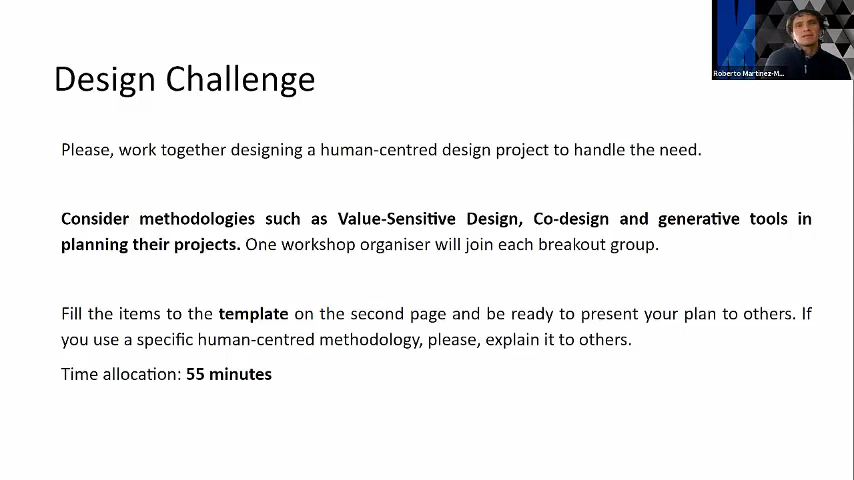 Roberto Martinez-M...
Design Challenge
Please, work together designing a human-centred design project to handle the need.
Consider methodologies such as Value-Sensitive Design, Co-design and generative tools in
planning their projects. One workshop organiser will join each breakout group.
Fill the items to the template on the second page and be ready to present your plan to others. If
you use a specific human-centred methodology, please, explain it to others.
Time allocation: 55 minutes